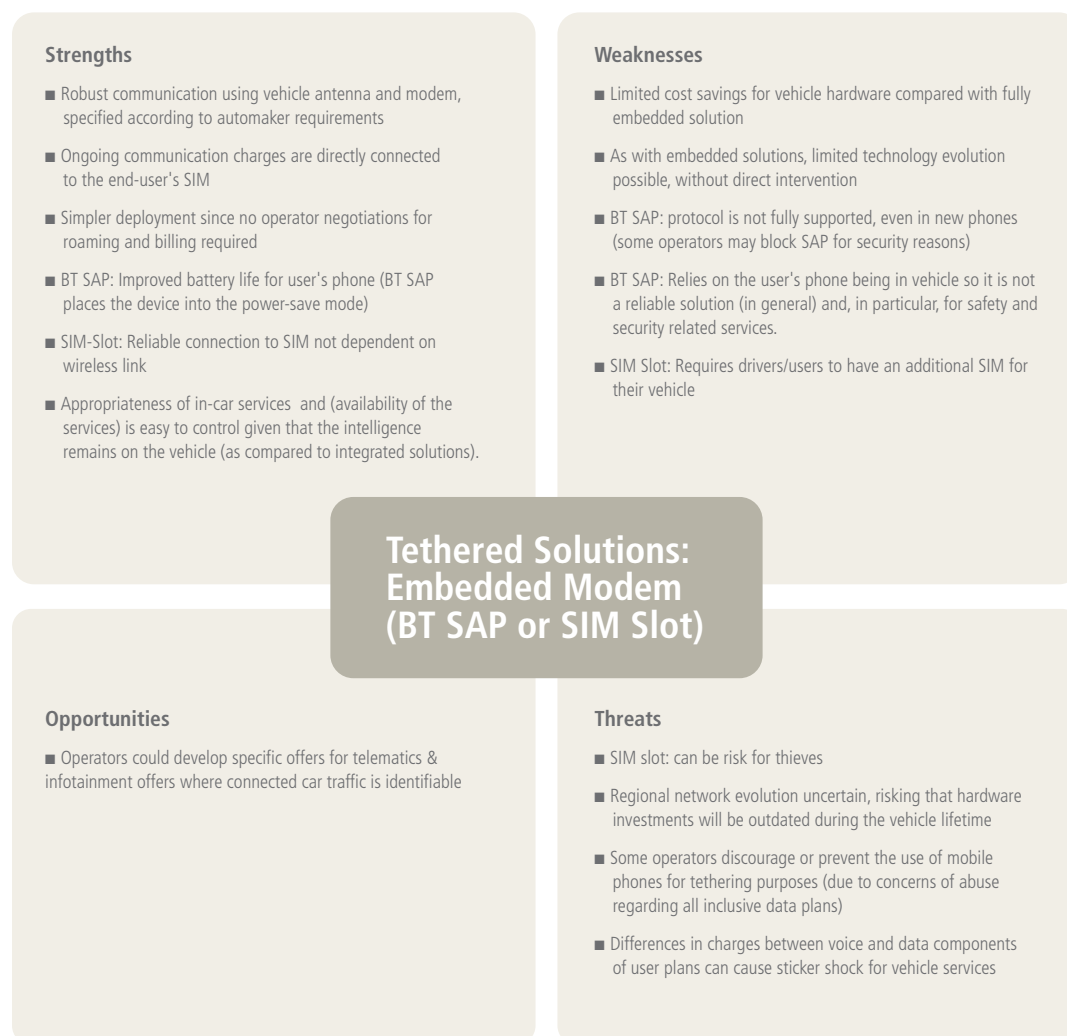 Strengths
■ Robust communication using vehicle antenna and modem,
specified according to automaker requirements
■ Ongoing communication charges are directly connected
to the end-user's SIM
■ Simpler deployment since no operator negotiations for
roaming and billing required
■ BT SAP: Improved battery life for user's phone (BT SAP
places the device into the power-save mode)
■ SIM-Slot: Reliable connection to SIM not dependent on
wireless link
■ Appropriateness of in-car services  and (availability of the
services) is easy to control given that the intelligence
remains on the vehicle (as compared to integrated solutions).
Weaknesses
■ Limited cost savings for vehicle hardware compared with fully
embedded solution
■ As with embedded solutions, limited technology evolution
possible, without direct intervention
■ BT SAP: protocol is not fully supported, even in new phones
(some operators may block SAP for security reasons)
■ BT SAP: Relies on the user's phone being in vehicle so it is not
a reliable solution (in general) and, in particular, for safety and
security related services.
■ SIM Slot: Requires drivers/users to have an additional SIM for
their vehicle
Tethered Solutions:
Embedded Modem
(BT SAP or SIM Slot)
Opportunities
■ Operators could develop specific offers for telematics &
infotainment offers where connected car traffic is identifiable
Threats
■ SIM slot: can be risk for thieves
■ Regional network evolution uncertain, risking that hardware
investments will be outdated during the vehicle lifetime
■ Some operators discourage or prevent the use of mobile
phones for tethering purposes (due to concerns of abuse
regarding all inclusive data plans)
■ Differences in charges between voice and data components
of user plans can cause sticker shock for vehicle services